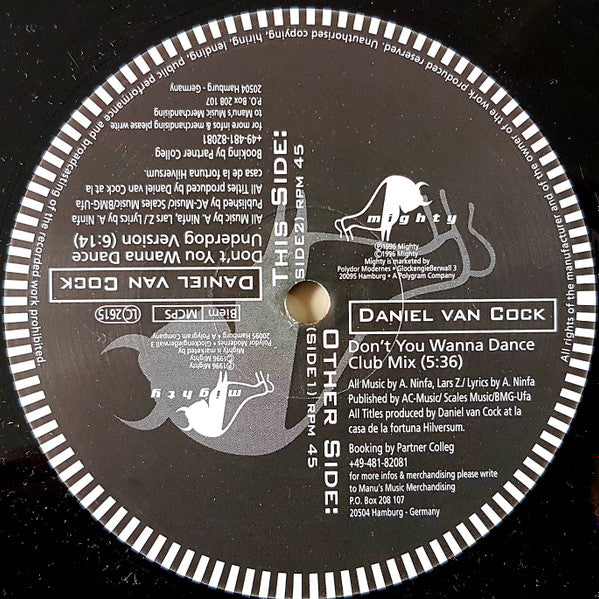 All rights of the manufacturer and of the owner of the work produced reserved. Unauthorised copying, hiring, lending, public performance and broadcasting of the recorded work prohibited.
mighty
℗1996 Mighty
©1996 Mighty
Mighty is marketed by
Polydor Modernes • Glockengießerwall 3
20095 Hamburg • A Polygram Company
OTHER SIDE:
(SIDE 1) RPM 45
DANIEL VAN COCK
Don't You Wanna Dance
Club Mix (5:36)
All Music by A. Ninfa, Lars Z./ Lyrics by A. Ninfa
Published by AC-Music/ Scales Music/BMG-Ufa
All Titles produced by Daniel van Cock at la
casa de la fortuna Hilversum.
Booking by Partner Colleg
+49-481-82081
for more infos & merchandising please write
to Manu's Music Merchandising
P.O. Box 208 107
20504 Hamburg - Germany
THIS SIDE:
(SIDE2) RPM 45
mighty
℗1996 Mighty
©1996 Mighty
Mighty is marketed by
Polydor Modernes • Glockengießerwall 3
20095 Hamburg • A Polygram Company
LC 2615
Biem MCPS
DANIEL VAN COCK
Don't You Wanna Dance
Underdog Version (6:14)
All Music by A. Ninfa, Lars Z./ Lyrics by A. Ninfa
Published by AC-Music/ Scales Music/BMG-Ufa
All Titles produced by Daniel van Cock at la
casa de la fortuna Hilversum.
Booking by Partner Colleg
+49-481-82081
for more infos & merchandising please write
to Manu's Music Merchandising
P.O. Box 208 107
20504 Hamburg - Germany